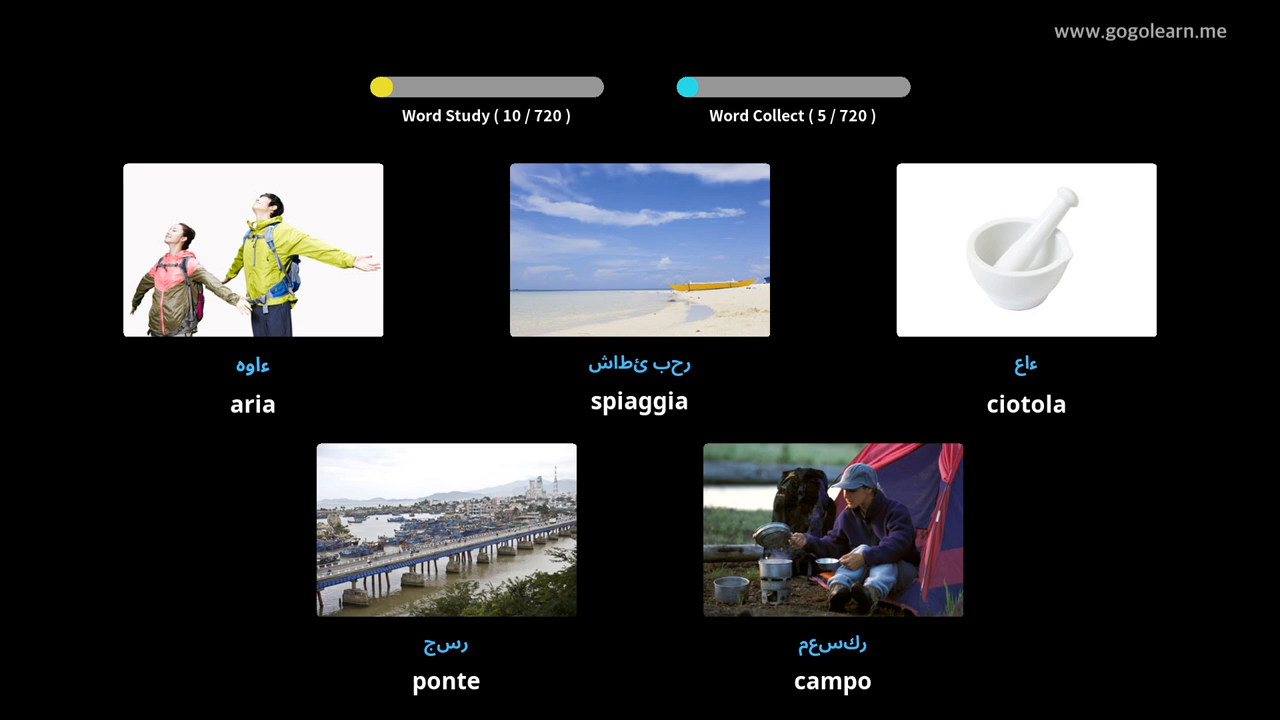 www.gogolearn.me
Word Study ( 10 / 720 )
Word Collect ( 5 / 720 )
ءاوه
aria
رحب ئطاش
spiaggia
ءاع
ciotola
رسج
ponte
ركسعم
campo